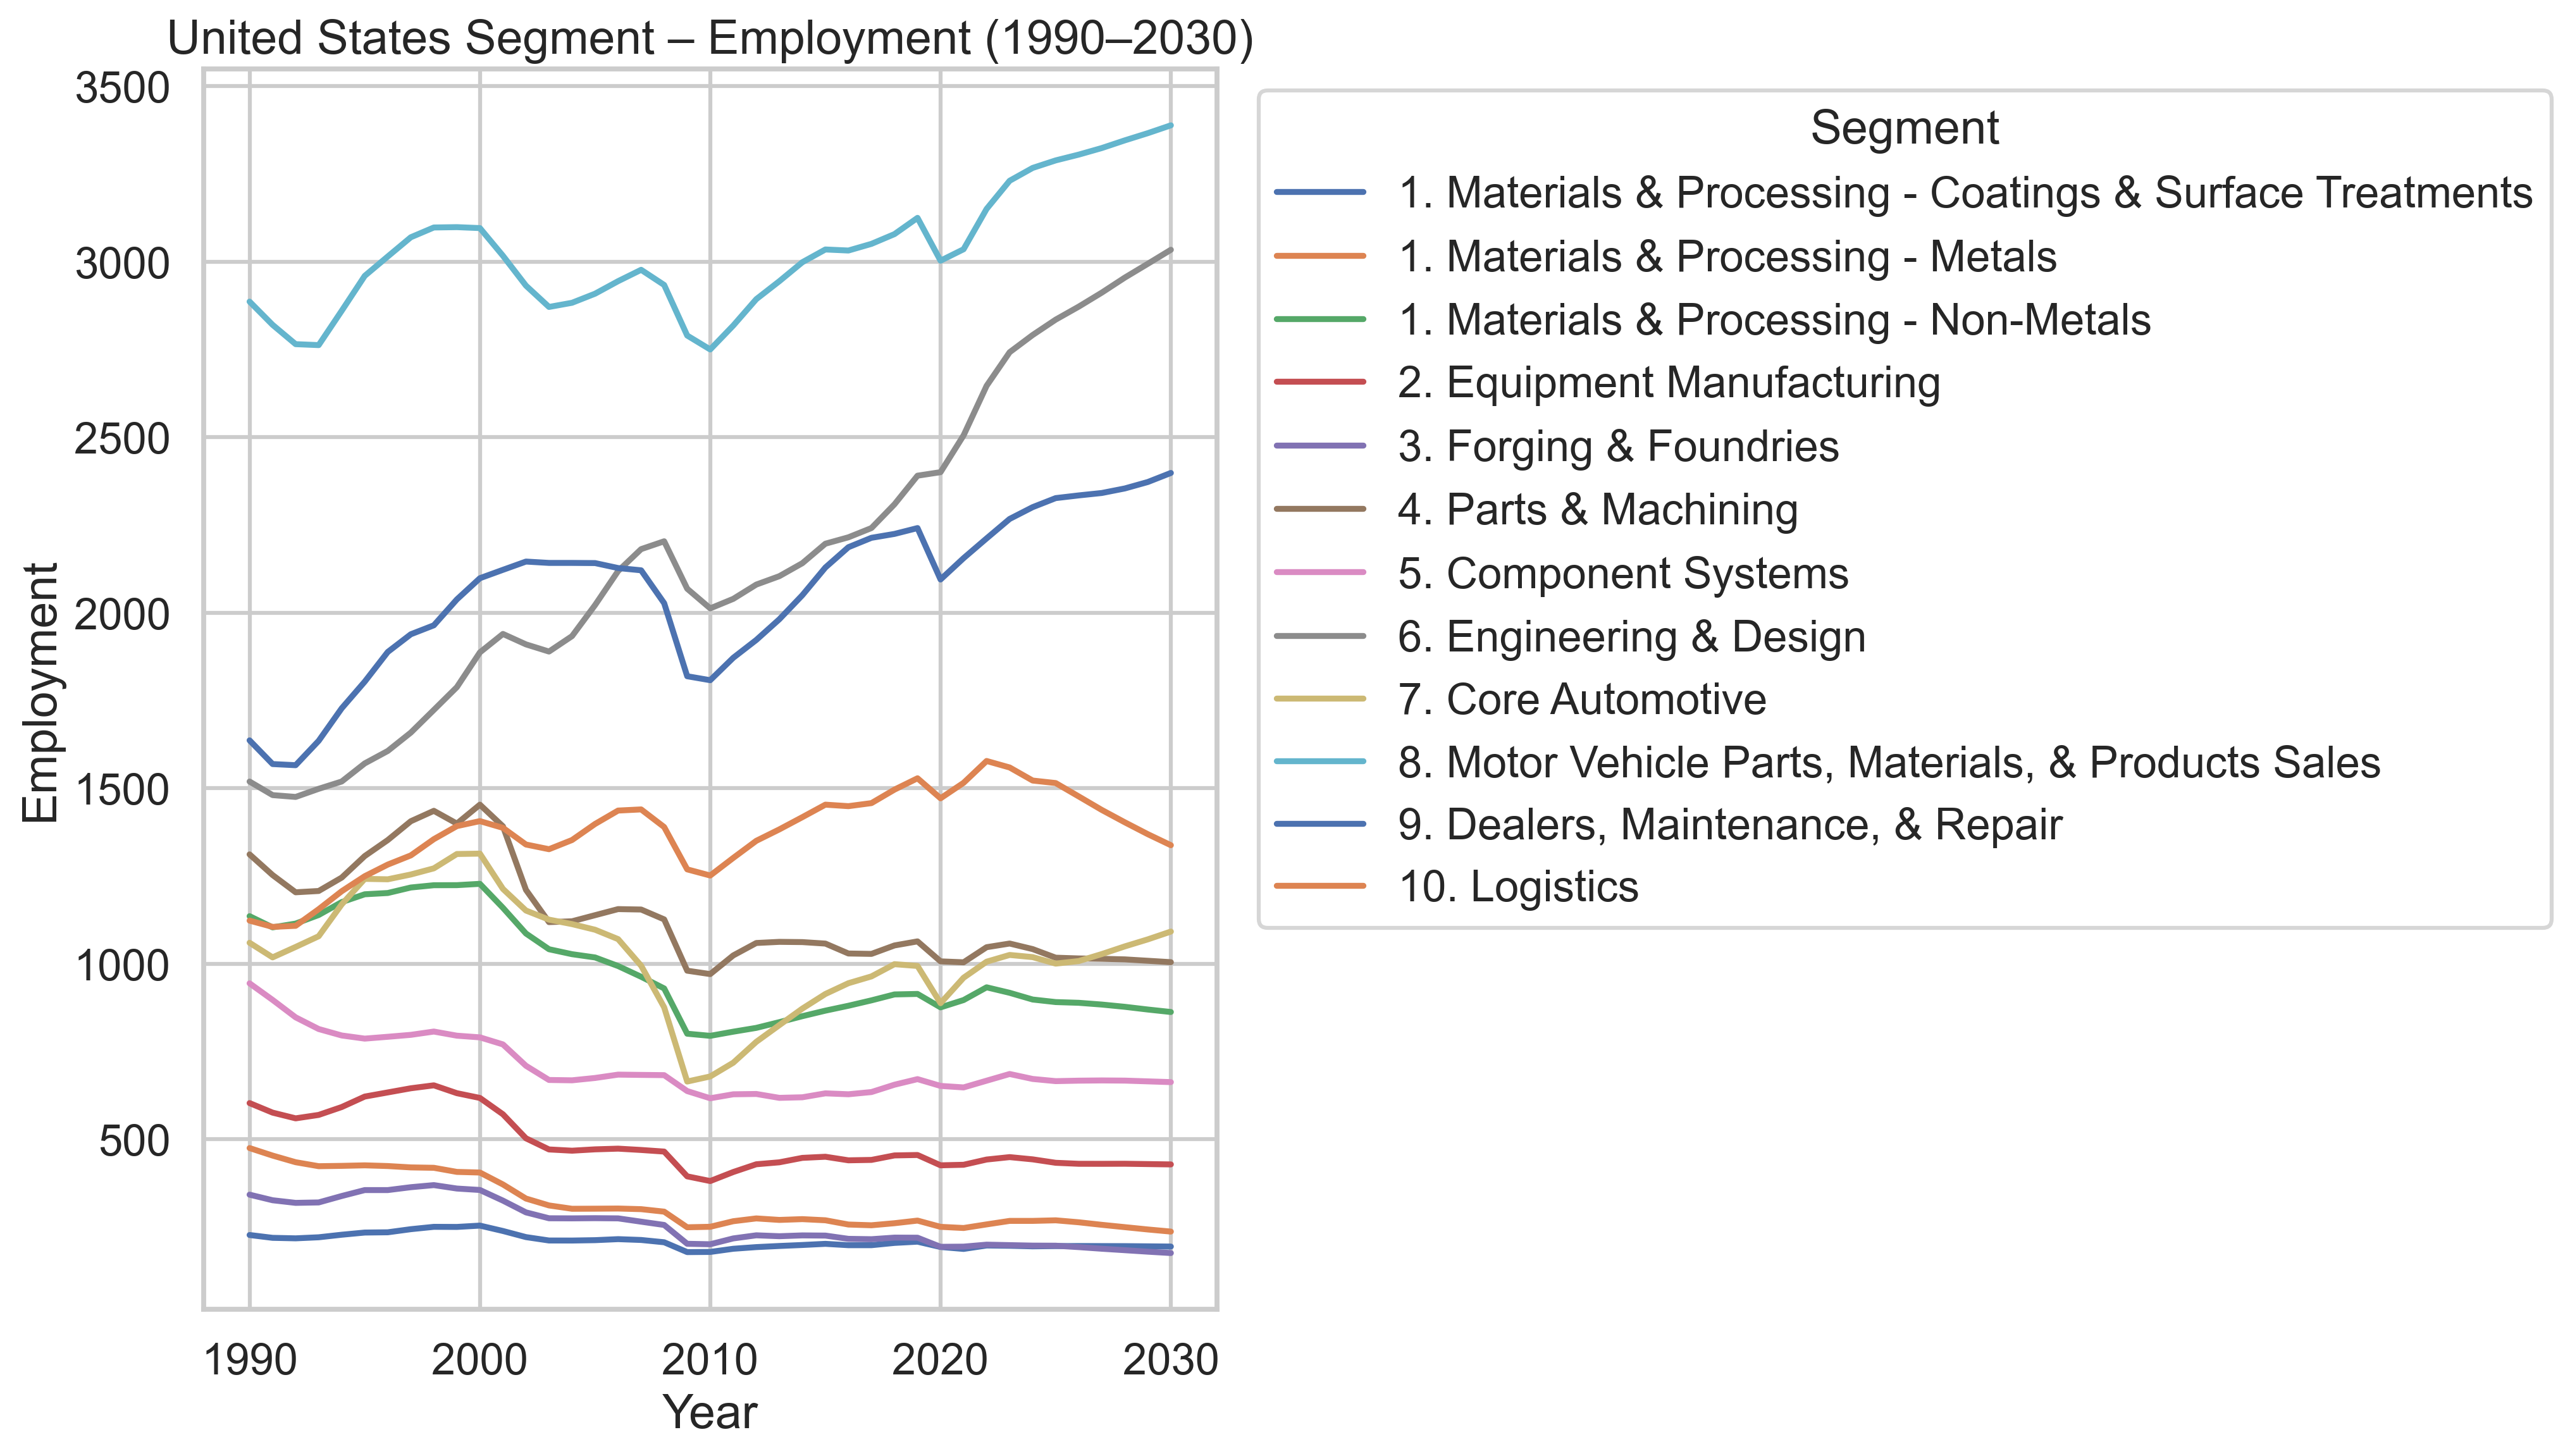 United States Segment – Employment (1990–2030)
3500
3000
2500
2000
1500
1000
500
Employment
1990 2000 2010 2020 2030
Year
Segment
1. Materials & Processing - Coatings & Surface Treatments
1. Materials & Processing - Metals
1. Materials & Processing - Non-Metals
2. Equipment Manufacturing
3. Forging & Foundries
4. Parts & Machining
5. Component Systems
6. Engineering & Design
7. Core Automotive
8. Motor Vehicle Parts, Materials, & Products Sales
9. Dealers, Maintenance, & Repair
10. Logistics